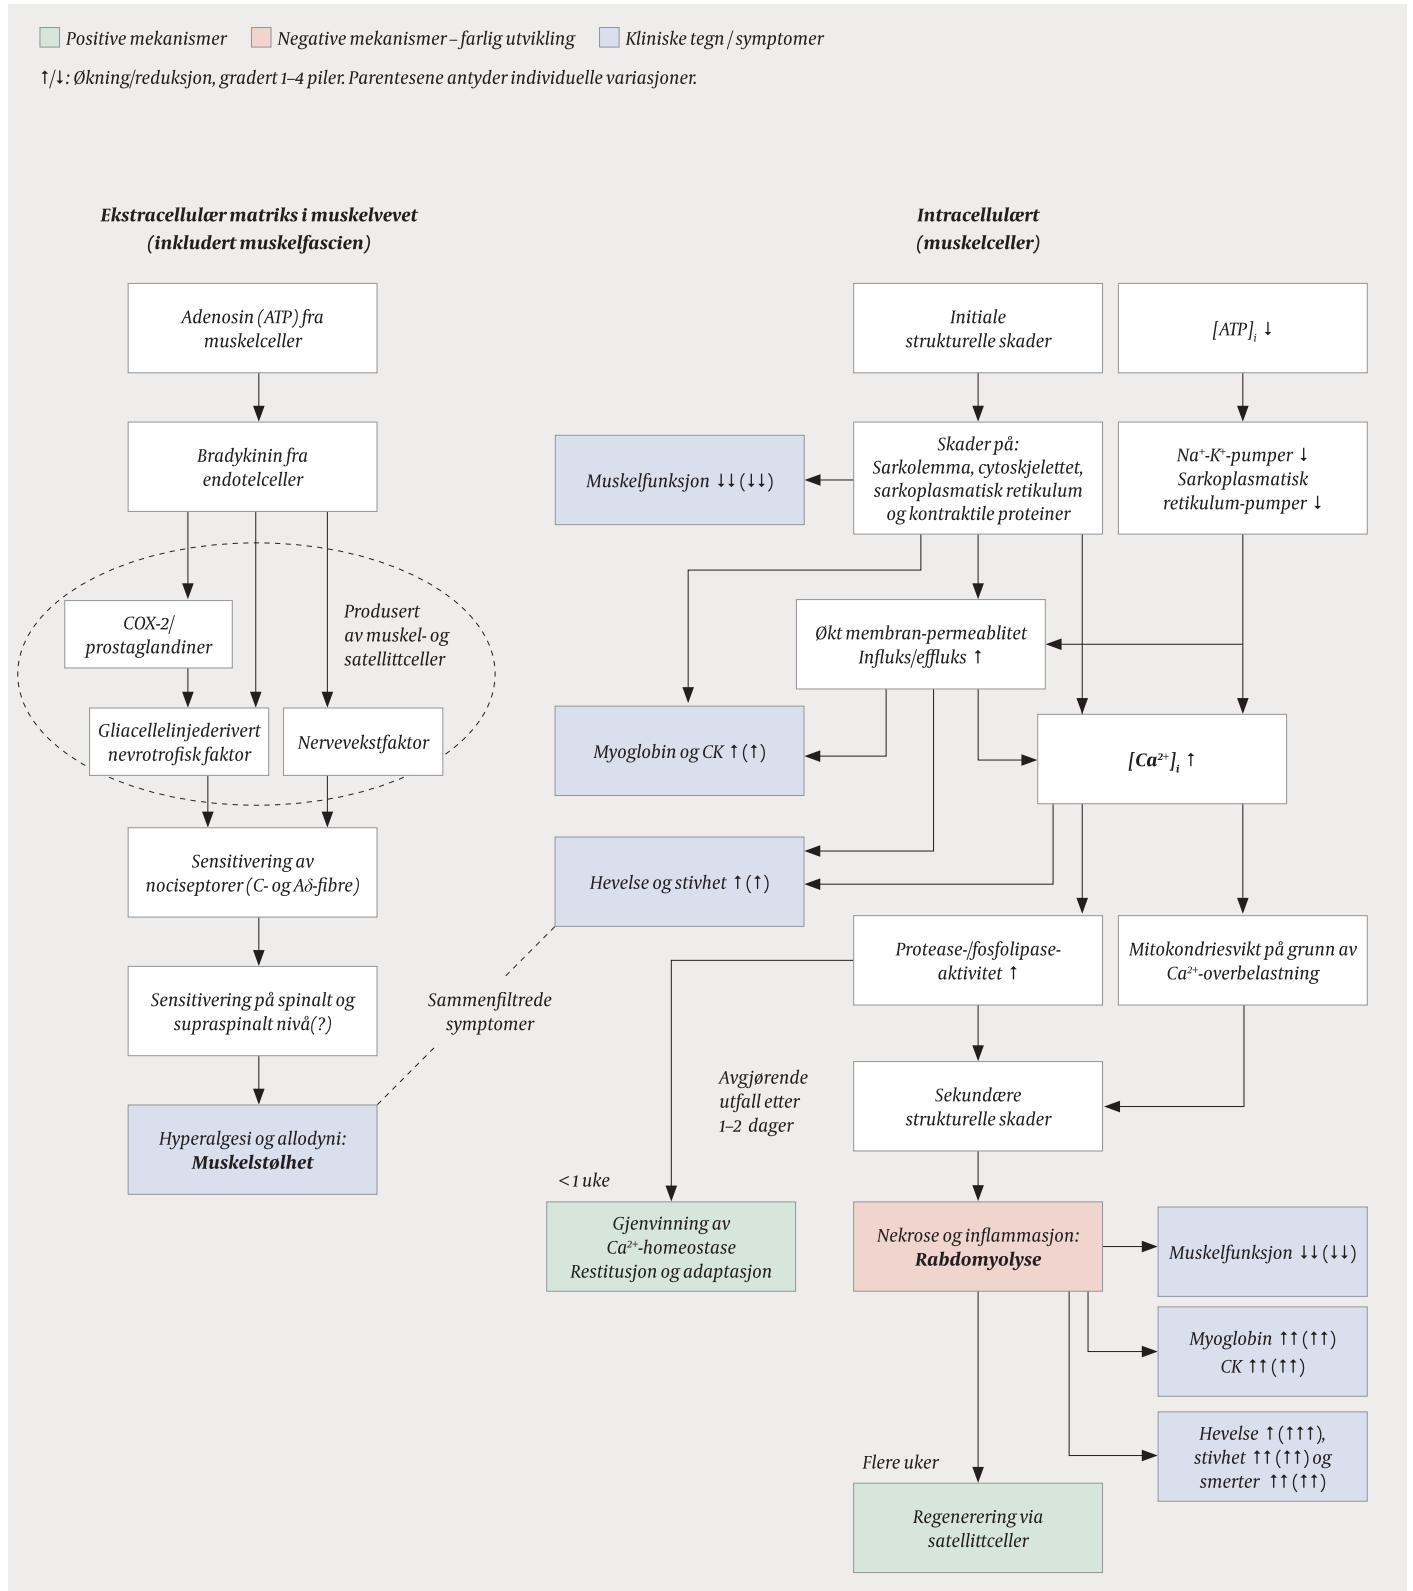 Positive mekanismer
Negative mekanismer – farlig utvikling
Kliniske tegn / symptomer
↑/↓: Økning/reduksjon, gradert 1–4 piler. Parentesene antyder individuelle variasjoner.
Ekstracellulær matriks i muskelvevet
(inkludert muskelfascien)
Adenosin (ATP) fra
muskelceller
Bradykinin fra
endotelceller
COX-2/
prostaglandiner
Produsert
av muskel- og
satellittceller
Gliacellelinjederivert
nevrotrofisk faktor
Nervevekstfaktor
Sensitivering av
nociseptorer (C- og Aδ-fibre)
Sensitivering på spinalt og
supraspinalt nivå(?)
Hyperalgesi og allodyni:
Muskelstølhet
Sammenfiltrede
symptomer
Intracellulært
(muskelceller)
Initiale
strukturelle skader
[ATP]i ↓
Muskelfunksjon ↓↓ (↓↓)
Skader på:
Sarkolemma, cytoskjelettet,
sarkoplasmatisk retikulum
og kontraktile proteiner
Na⁺-K⁺-pumper ↓
Sarkoplasmatisk
retikulum-pumper ↓
Økt membran-permeablitet
Influks/effluks ↑
Myoglobin og CK ↑ (↑)
[Ca²⁺]i ↑
Hevelse og stivhet ↑ (↑)
Protease-/fosfolipase-
aktivitet ↑
Mitokondriesvikt på grunn av
Ca²⁺-overbelastning
Avgjørende
utfall etter
1–2 dager
Sekundære
strukturelle skader
< 1 uke
Gjenvinning av
Ca²⁺-homeostase
Restitusjon og adaptasjon
Nekrose og inflammasjon:
Rabdomyolyse
Muskelfunksjon ↓↓ (↓↓)
Myoglobin ↑↑ (↑↑)
CK ↑↑ (↑↑)
Hevelse ↑ (↑↑↑),
stivhet ↑↑ (↑↑) og
smerter ↑↑ (↑↑)
Flere uker
Regenerering via
satellittceller